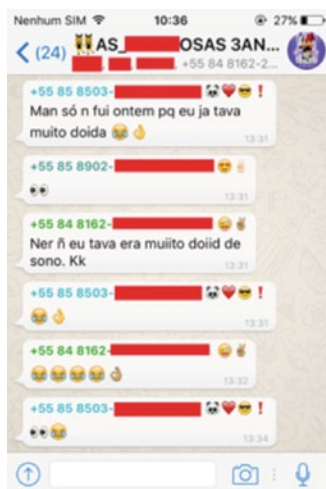 Nenhum SIM 10:36 27%
(24) AS_ OSAS 3AN...
, +55 84 8162-2...
+55 85 8503- 🐼❤️😎❗
Man só n fui ontem pq eu ja tava
muito doida 😂👌
13:31
+55 85 8902- 😍✌🏻
👀
13:31
+55 84 8162- 😜✌🏽
Ner ñ eu tava era muiito doiid de
sono. Kk
13:31
+55 85 8503- 🐼❤️😎❗
😂👌
13:31
+55 84 8162- 😜✌🏽
😂😂😂😂👌🏽
13:32
+55 85 8503- 🐼❤️😎❗
👀😂
13:34